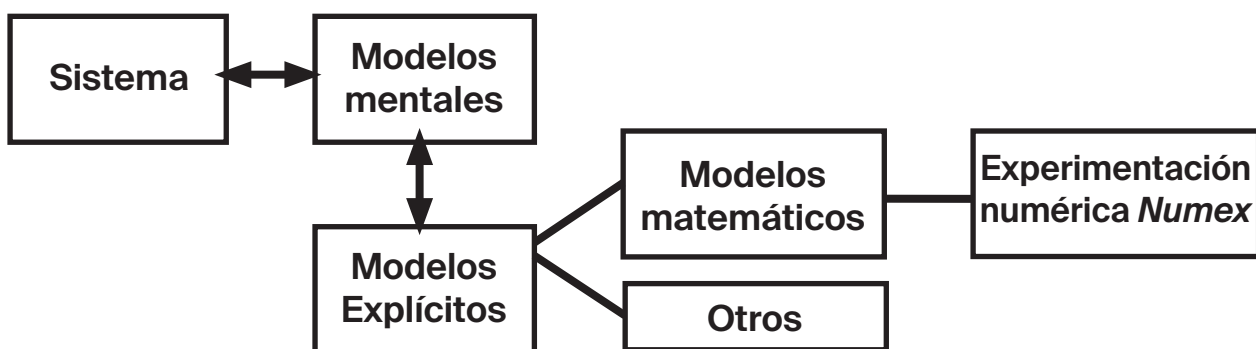 Sistema
Modelos
mentales
Modelos
Explícitos
Modelos
matemáticos
Otros
Experimentación
numérica Numex